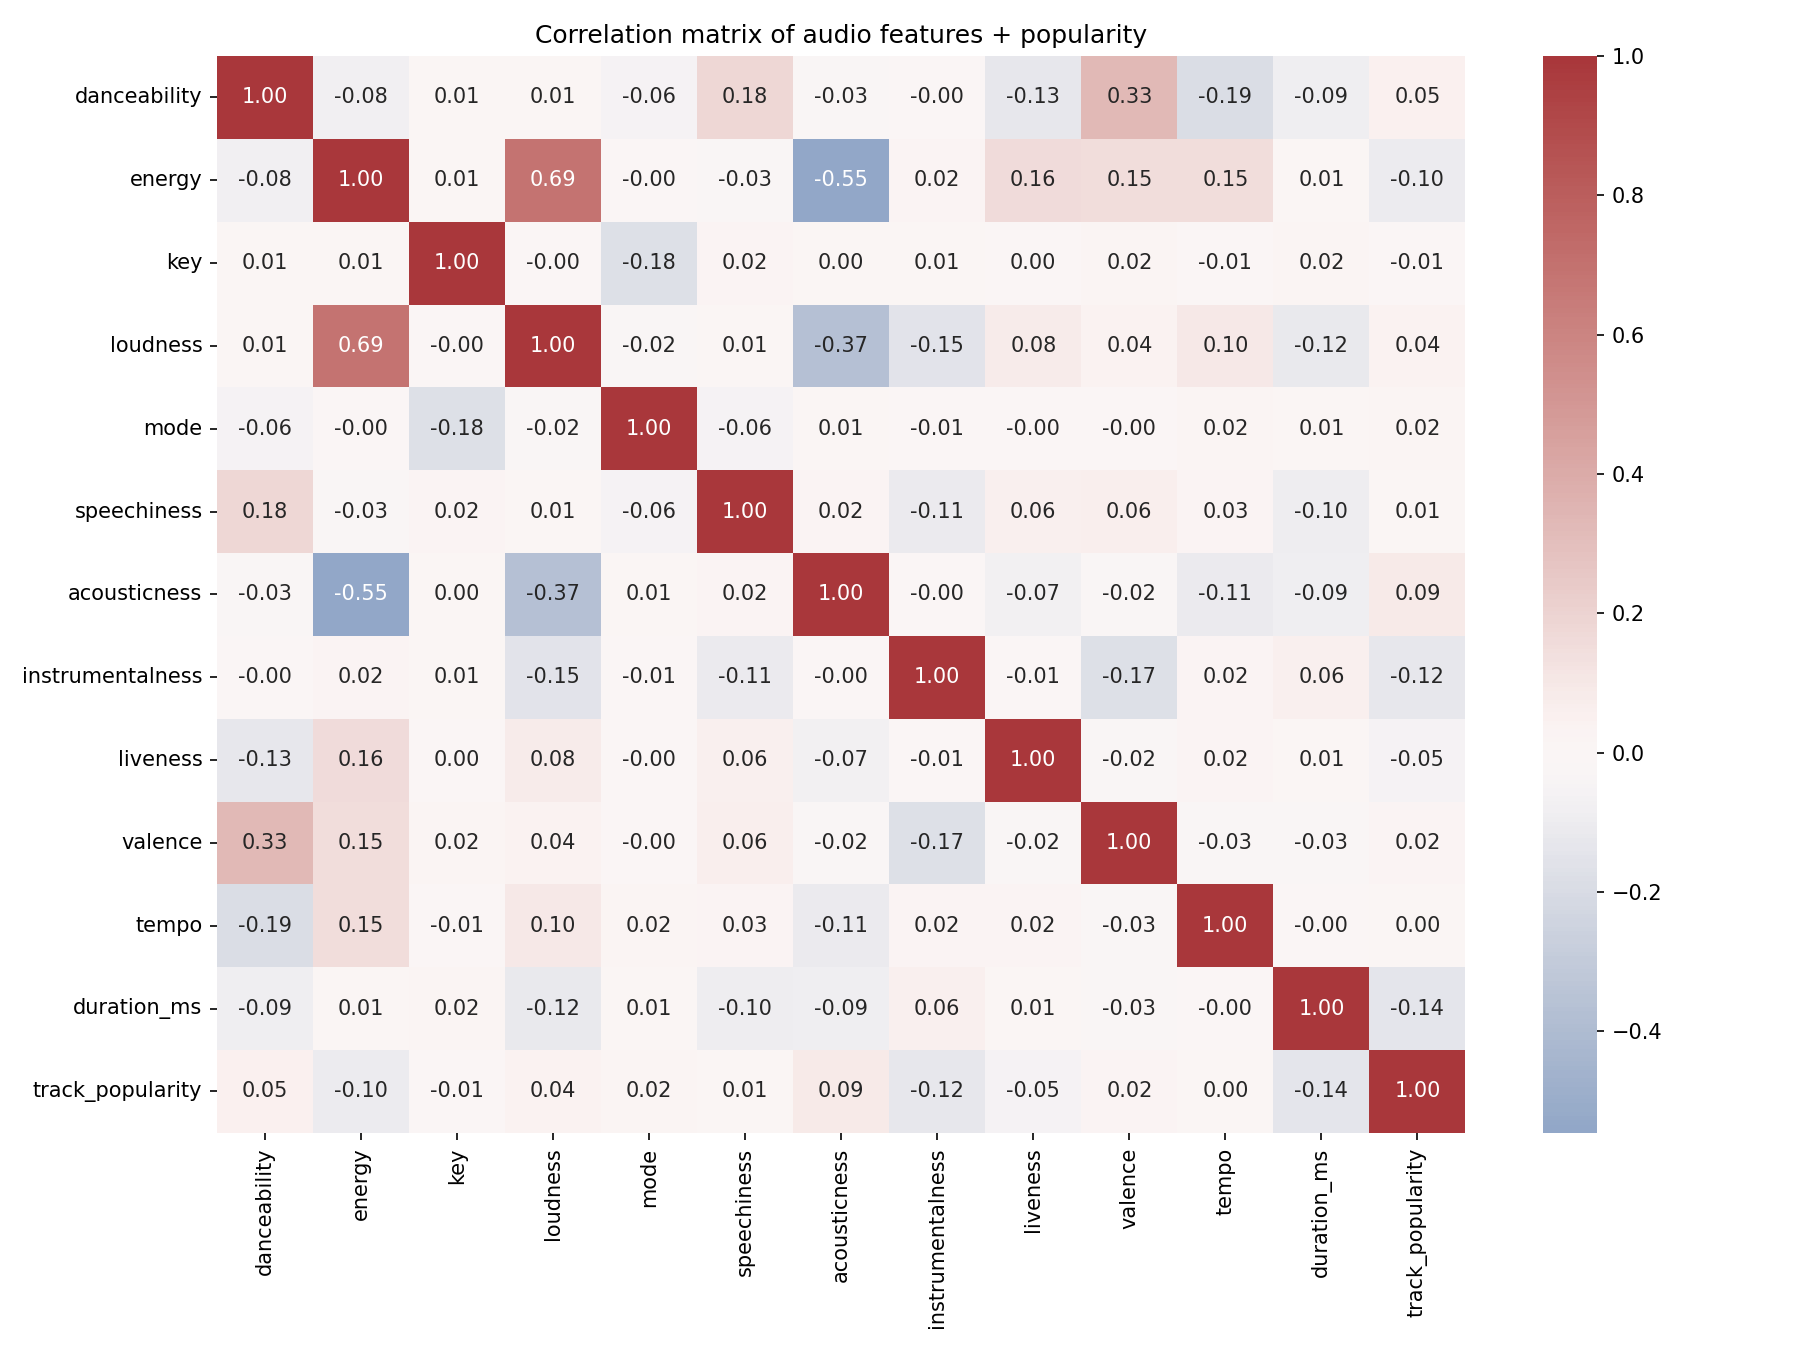 Correlation matrix of audio features + popularity
danceability 1.00 -0.08 0.01 0.01 -0.06 0.18 -0.03 -0.00 -0.13 0.33 -0.19 -0.09 0.05
energy -0.08 1.00 0.01 0.69 -0.00 -0.03 -0.55 0.02 0.16 0.15 0.15 0.01 -0.10
key 0.01 0.01 1.00 -0.00 -0.18 0.02 0.00 0.01 0.00 0.02 -0.01 0.02 -0.01
loudness 0.01 0.69 -0.00 1.00 -0.02 0.01 -0.37 -0.15 0.08 0.04 0.10 -0.12 0.04
mode -0.06 -0.00 -0.18 -0.02 1.00 -0.06 0.01 -0.01 -0.00 -0.00 0.02 0.01 0.02
speechiness 0.18 -0.03 0.02 0.01 -0.06 1.00 0.02 -0.11 0.06 0.06 0.03 -0.10 0.01
acousticness -0.03 -0.55 0.00 -0.37 0.01 0.02 1.00 -0.00 -0.07 -0.02 -0.11 -0.09 0.09
instrumentalness -0.00 0.02 0.01 -0.15 -0.01 -0.11 -0.00 1.00 -0.01 -0.17 0.02 0.06 -0.12
liveness -0.13 0.16 0.00 0.08 -0.00 0.06 -0.07 -0.01 1.00 -0.02 0.02 0.01 -0.05
valence 0.33 0.15 0.02 0.04 -0.00 0.06 -0.02 -0.17 -0.02 1.00 -0.03 -0.03 0.02
tempo -0.19 0.15 -0.01 0.10 0.02 0.03 -0.11 0.02 0.02 -0.03 1.00 -0.00 0.00
duration_ms -0.09 0.01 0.02 -0.12 0.01 -0.10 -0.09 0.06 0.01 -0.03 -0.00 1.00 -0.14
track_popularity 0.05 -0.10 -0.01 0.04 0.02 0.01 0.09 -0.12 -0.05 0.02 0.00 -0.14 1.00
danceability
energy
key
loudness
mode
speechiness
acousticness
instrumentalness
liveness
valence
tempo
duration_ms
track_popularity
1.0
0.8
0.6
0.4
0.2
0.0
−0.2
−0.4